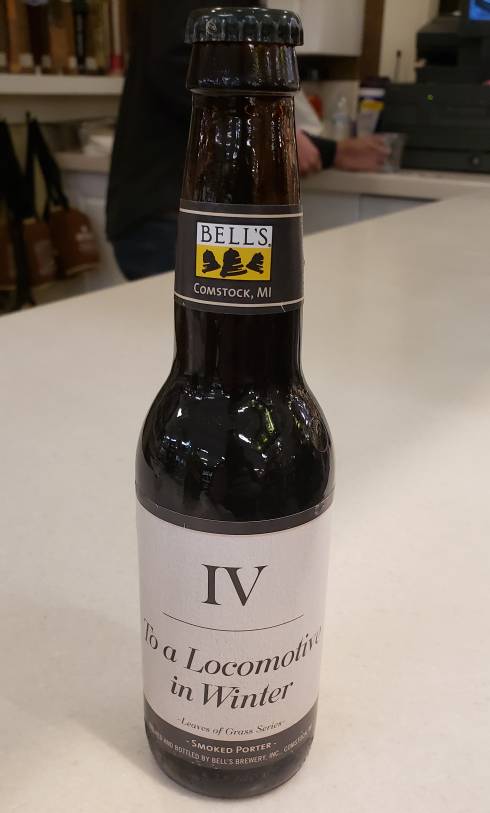 BELL'S
COMSTOCK, MI
IV
To a Locomotive
in Winter
-Leaves of Grass Series-
- SMOKED PORTER -
AND BOTTLED BY BELL'S BREWERY, INC. COMSTOCK,